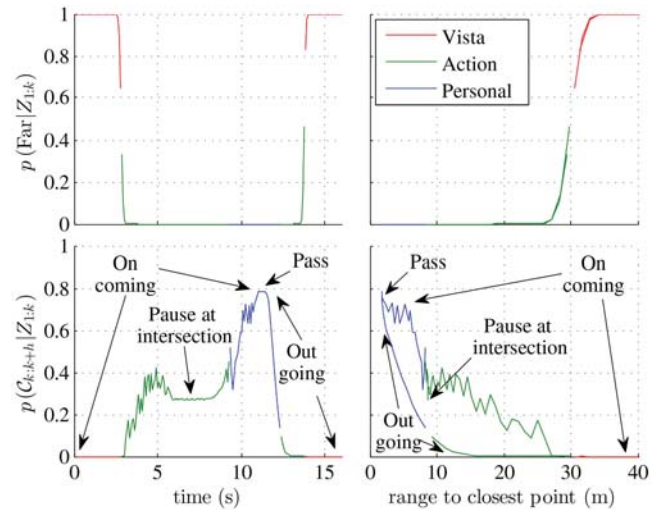 1
0.8
0.6
0.4
0.2
0
p (Far|Z1:k)
Vista
Action
Personal
1
0.8
0.6
0.4
0.2
0
p (Ck:k+h|Z1:k)
On
coming
Pass
Pause at
intersection
Out
going
0 5 10 15
time (s)
Pass
On
coming
Pause at
intersection
Out
going
0 10 20 30 40
range to closest point (m)